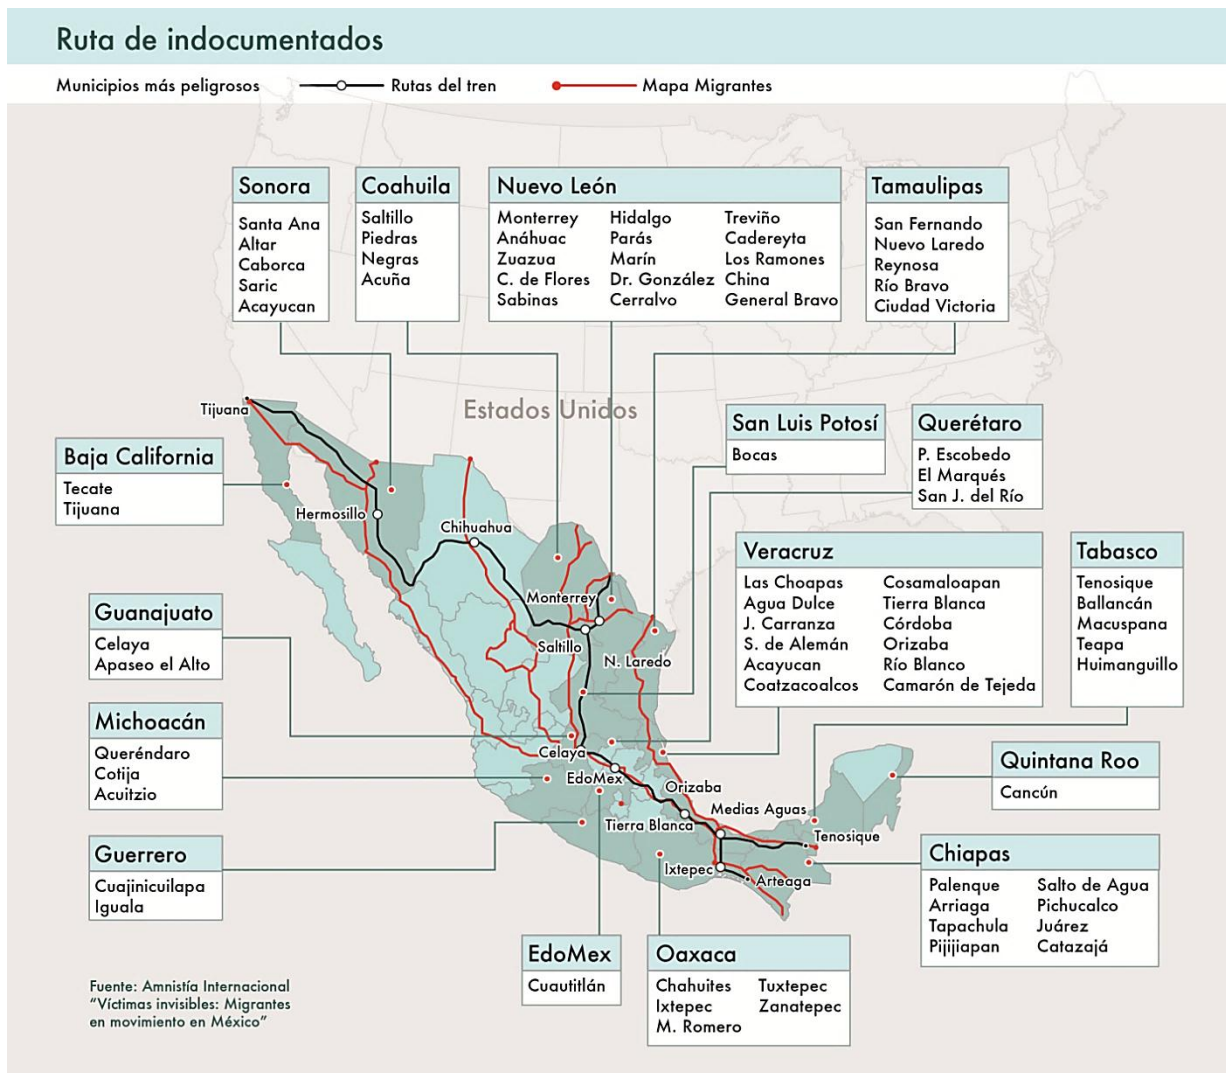 Ruta de indocumentados
Municipios más peligrosos
Rutas del tren
Mapa Migrantes
Sonora
Santa Ana
Altar
Caborca
Saric
Acayucan
Coahuila
Saltillo
Piedras
Negras
Acuña
Nuevo León
Monterrey
Anáhuac
Zuazua
C. de Flores
Sabinas
Hidalgo
Parás
Marín
Dr. González
Cerralvo
Treviño
Cadereyta
Los Ramones
China
General Bravo
Tamaulipas
San Fernando
Nuevo Laredo
Reynosa
Río Bravo
Ciudad Victoria
Estados Unidos
Tijuana
Hermosillo
Chihuahua
Monterrey
Saltillo
N. Laredo
Celaya
EdoMex
Orizaba
Tierra Blanca
Medias Aguas
Tenosique
Ixtepec
Arteaga
Baja California
Tecate
Tijuana
San Luis Potosí
Bocas
Querétaro
P. Escobedo
El Marqués
San J. del Río
Veracruz
Las Choapas
Agua Dulce
J. Carranza
S. de Alemán
Acayucan
Coatzacoalcos
Cosamaloapan
Tierra Blanca
Córdoba
Orizaba
Río Blanco
Camarón de Tejeda
Tabasco
Tenosique
Ballancán
Macuspana
Teapa
Huimanguillo
Guanajuato
Celaya
Apaseo el Alto
Michoacán
Queréndaro
Cotija
Acuitzio
Quintana Roo
Cancún
Guerrero
Cuajinicuilapa
Iguala
Chiapas
Palenque
Arriaga
Tapachula
Pijijiapan
Salto de Agua
Pichucalco
Juárez
Catazajá
EdoMex
Cuautitlán
Oaxaca
Chahuites
Ixtepec
M. Romero
Tuxtepec
Zanatepec
Fuente: Amnistía Internacional
“Víctimas invisibles: Migrantes
en movimiento en México”